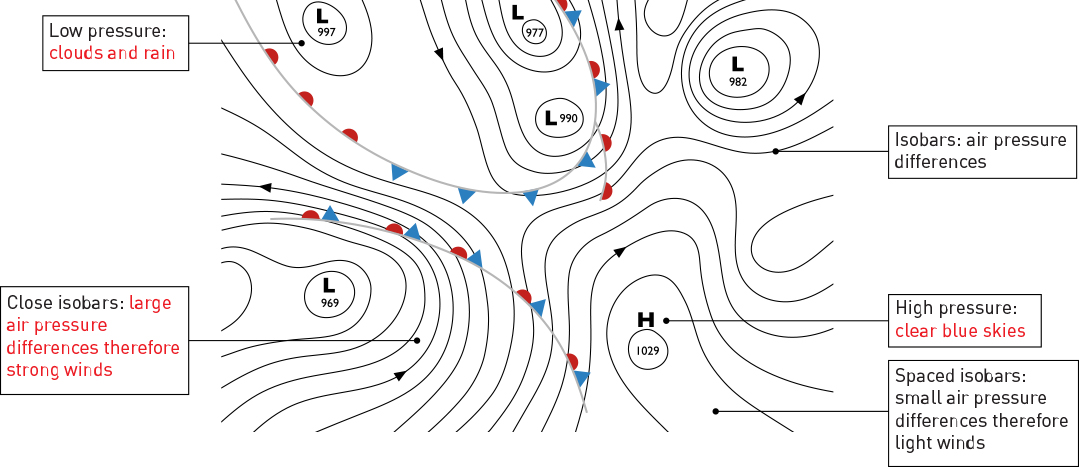 Low pressure:
clouds and rain
L
997
L
977
L
982
L 990
Isobars: air pressure
differences
Close isobars: large
air pressure
differences therefore
strong winds
L
969
H
1029
High pressure:
clear blue skies
Spaced isobars:
small air pressure
differences therefore
light winds